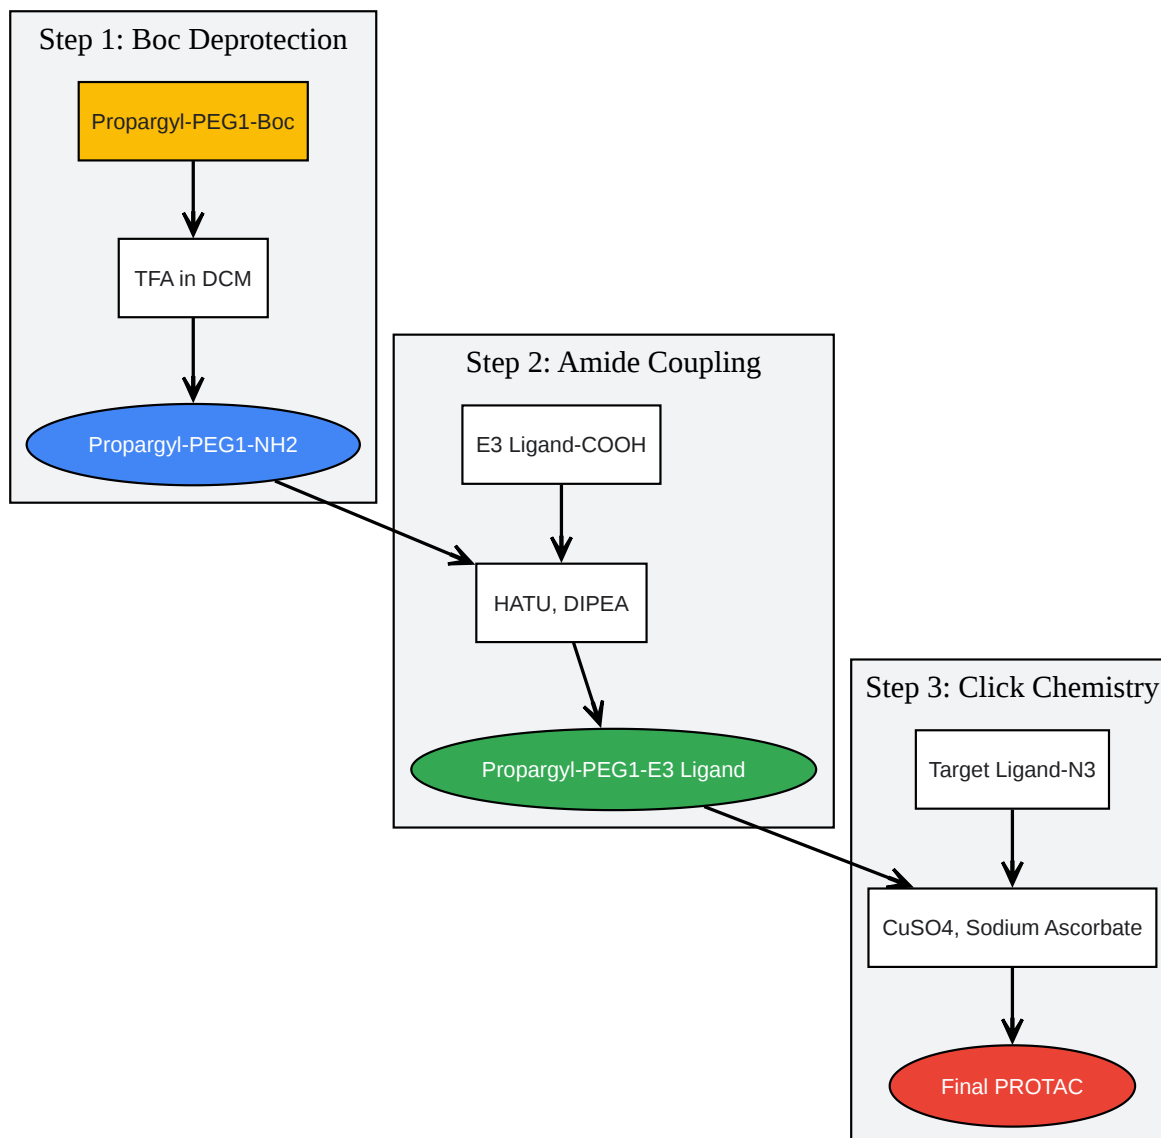 Step 1: Boc Deprotection
Propargyl-PEG1-Boc
TFA in DCM
Propargyl-PEG1-NH2
Step 2: Amide Coupling
E3 Ligand-COOH
HATU, DIPEA
Propargyl-PEG1-E3 Ligand
Step 3: Click Chemistry
Target Ligand-N3
CuSO4, Sodium Ascorbate
Final PROTAC